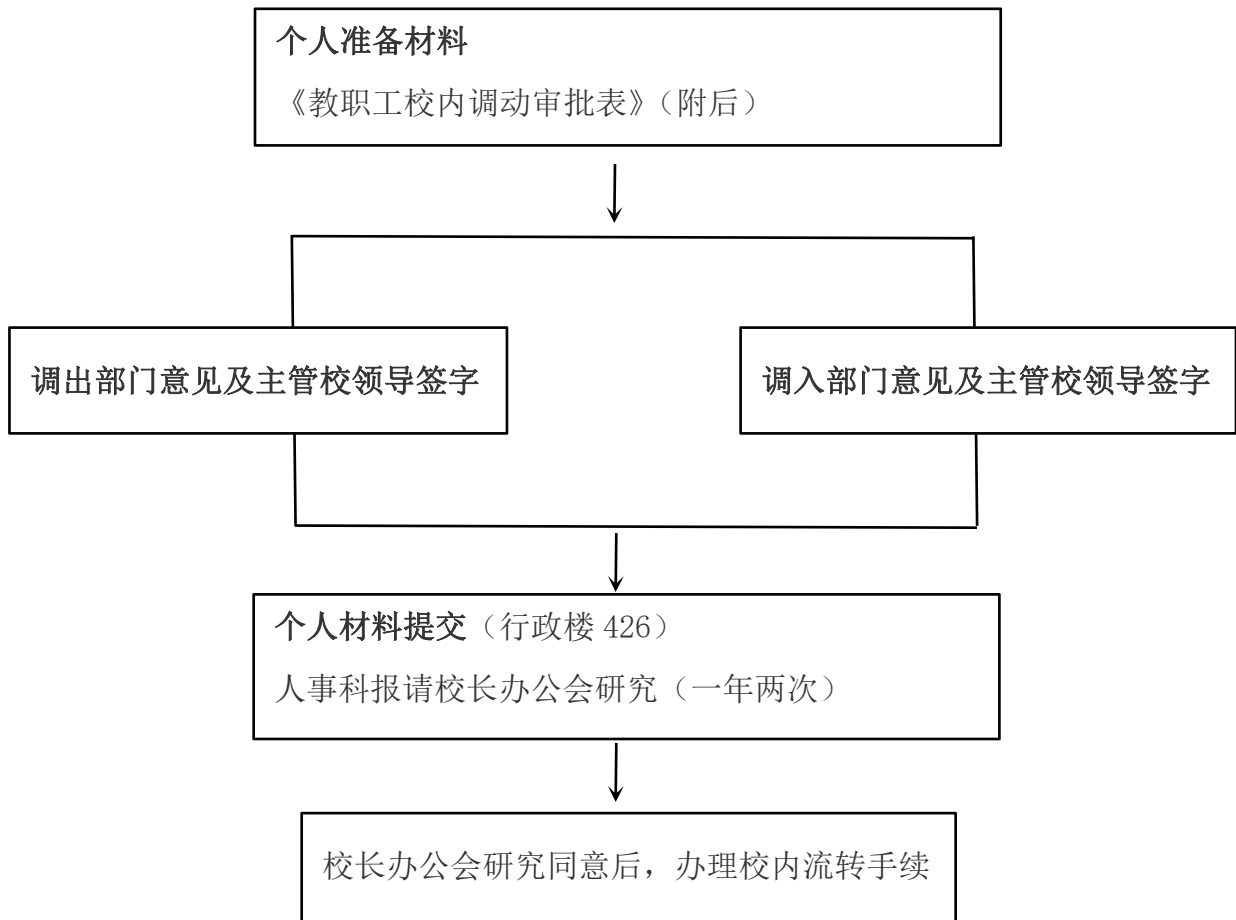 个人准备材料
《教职工校内调动审批表》（附后）
调出部门意见及主管校领导签字
调入部门意见及主管校领导签字
个人材料提交（行政楼 426）
人事科报请校长办公会研究（一年两次）
校长办公会研究同意后，办理校内流转手续